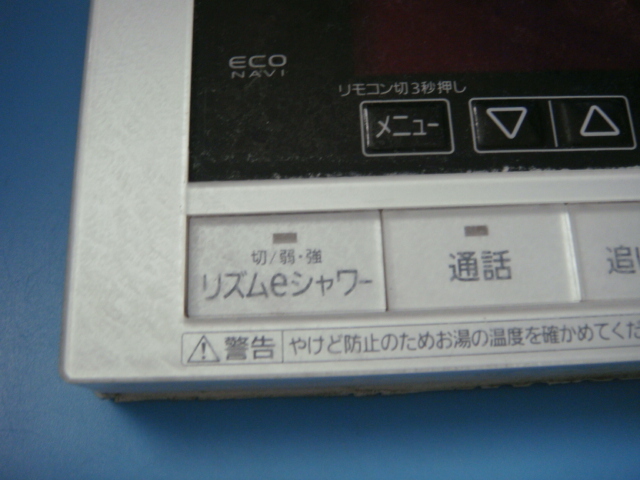 ECO
NAVI
リモコン切3秒押し
メニュー
切/弱・強
リズムeシャワー
通話
追い
警告 やけど防止のためお湯の温度を確かめてくだ